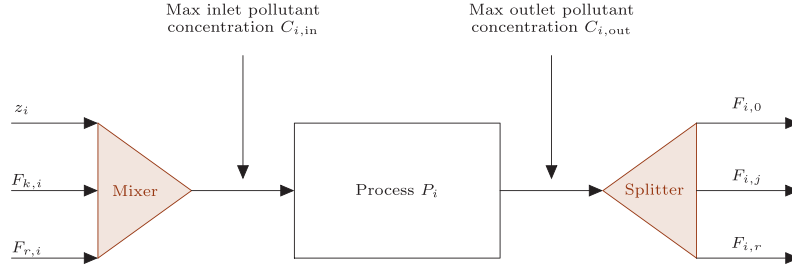 Max inlet pollutant
concentration C_{i,in}
Max outlet pollutant
concentration C_{i,out}
z_i
F_{k,i}
F_{r,i}
Mixer
Process P_i
Splitter
F_{i,0}
F_{i,j}
F_{i,r}